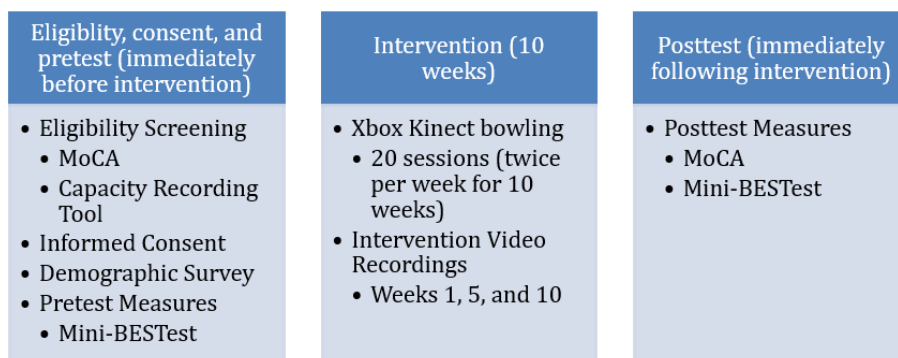 Eligiblity, consent, and
pretest (immediately
before intervention)
• Eligibility Screening
• MoCA
• Capacity Recording
Tool
• Informed Consent
• Demographic Survey
• Pretest Measures
• Mini-BESTest
Intervention (10
weeks)
• Xbox Kinect bowling
• 20 sessions (twice
per week for 10
weeks)
• Intervention Video
Recordings
• Weeks 1, 5, and 10
Posttest (immediately
following intervention)
• Posttest Measures
• MoCA
• Mini-BESTest